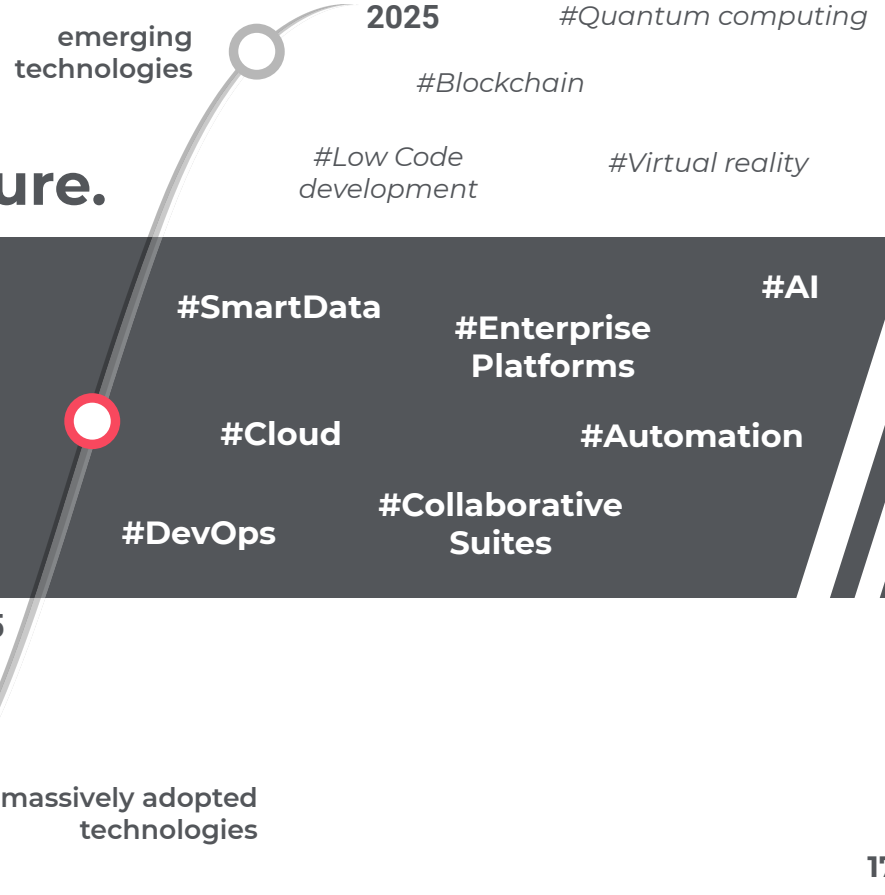 2025
#Quantum computing
emerging
technologies
#Blockchain
#Low Code
development
#Virtual reality
ure.
#SmartData
#AI
#Enterprise
Platforms
#Cloud
#Automation
#Collaborative
Suites
#DevOps
massively adopted
technologies